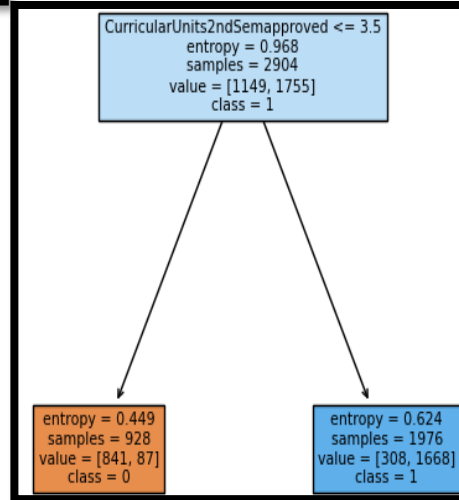 CurricularUnits2ndSemapproved <= 3.5
entropy = 0.968
samples = 2904
value = [1149, 1755]
class = 1
entropy = 0.449
samples = 928
value = [841, 87]
class = 0
entropy = 0.624
samples = 1976
value = [308, 1668]
class = 1